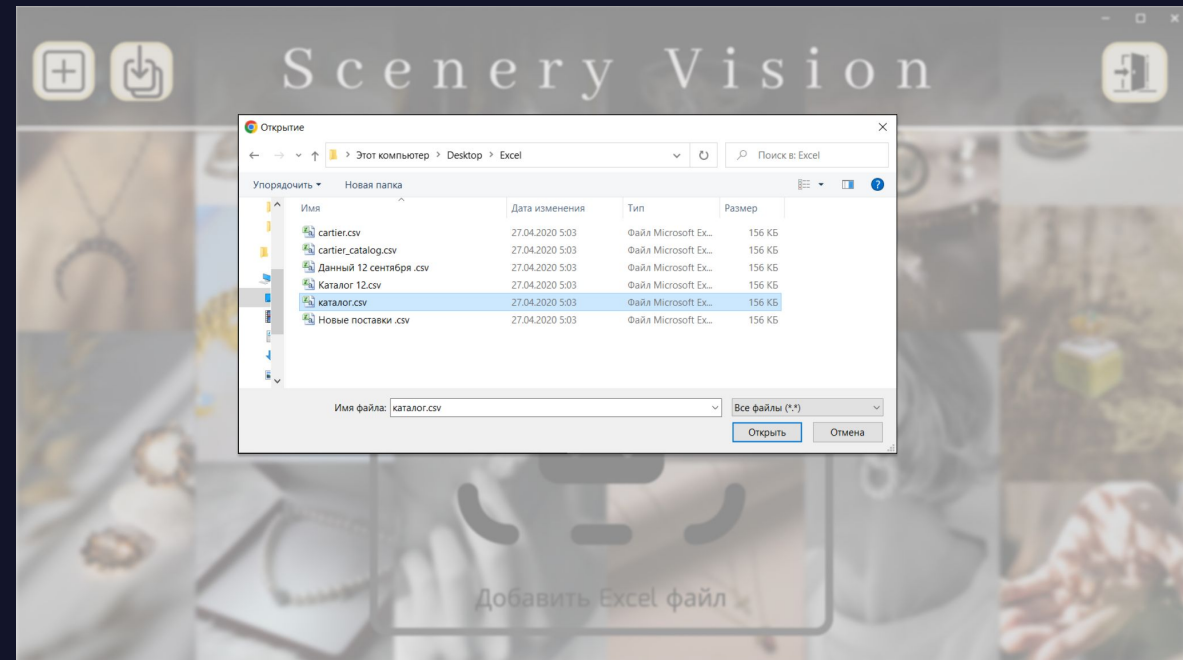 Scenery Vision
Открытие
Этот компьютер > Desktop > Excel
Поиск в: Excel
Упорядочить
Новая папка
Имя Дата изменения Тип Размер
cartier.csv 27.04.2020 5:03 Файл Microsoft Ex... 156 КБ
cartier_catalog.csv 27.04.2020 5:03 Файл Microsoft Ex... 156 КБ
Данный 12 сентября .csv 27.04.2020 5:03 Файл Microsoft Ex... 156 КБ
Каталог 12.csv 27.04.2020 5:03 Файл Microsoft Ex... 156 КБ
каталог.csv 27.04.2020 5:03 Файл Microsoft Ex... 156 КБ
Новые поставки .csv 27.04.2020 5:03 Файл Microsoft Ex... 156 КБ
Имя файла: каталог.csv Все файлы (*.*)
Открыть Отмена
Добавить Excel файл